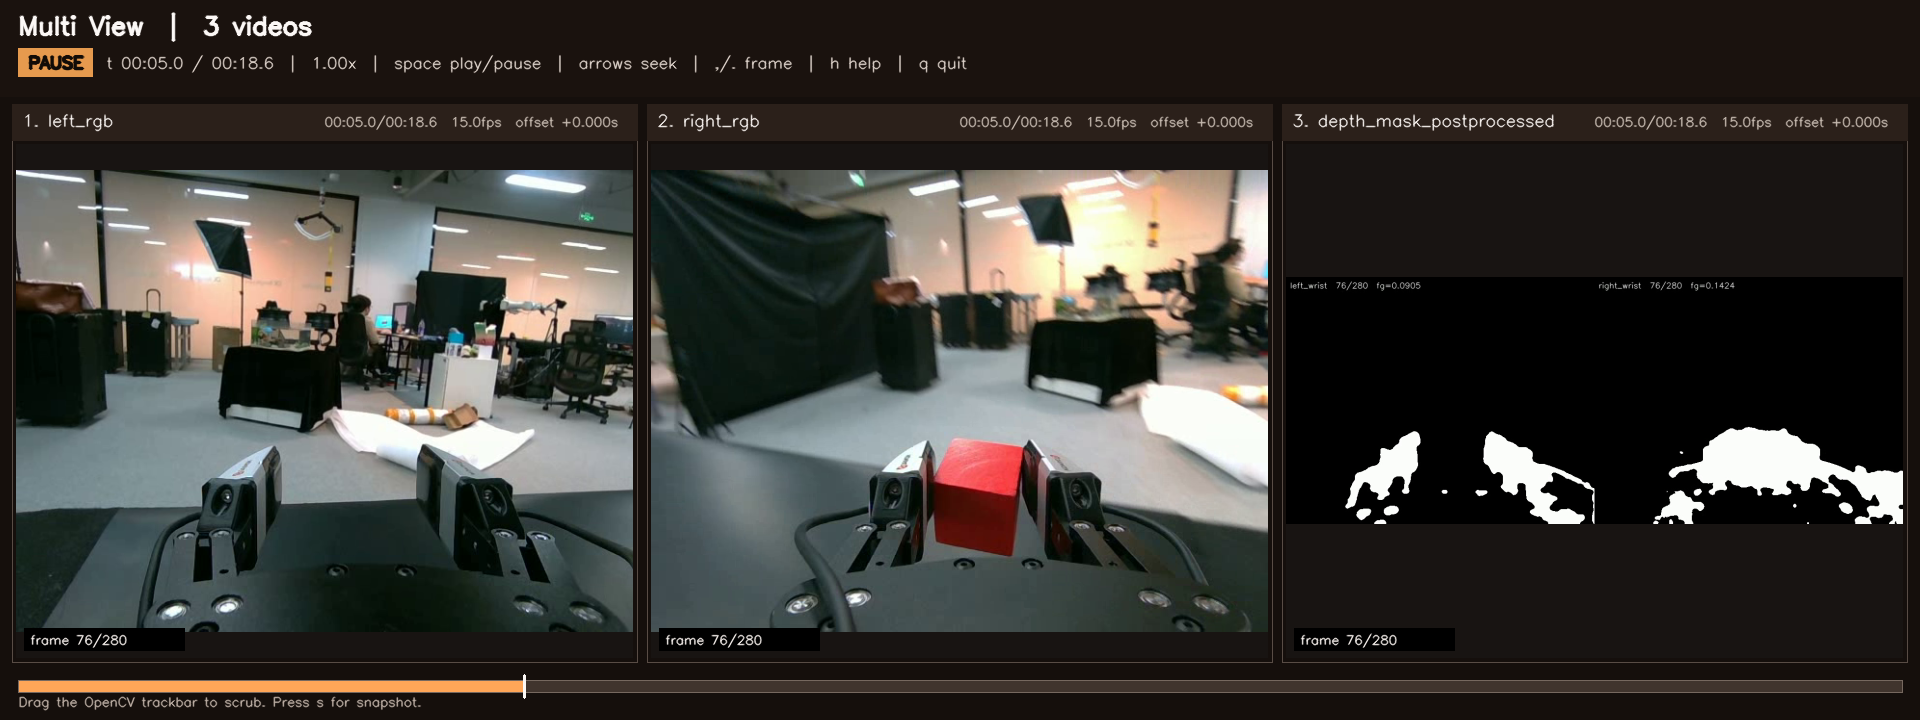 Multi View | 3 videos
PAUSE t 00:05.0 / 00:18.6 | 1.00x | space play/pause | arrows seek | ,/. frame | h help | q quit
1. left_rgb 00:05.0/00:18.6 15.0fps offset +0.000s
2. right_rgb 00:05.0/00:18.6 15.0fps offset +0.000s
3. depth_mask_postprocessed 00:05.0/00:18.6 15.0fps offset +0.000s
left_wrist 76/280 fg=0.0905
right_wrist 76/280 fg=0.1424
frame 76/280
frame 76/280
frame 76/280
Drag the OpenCV trackbar to scrub. Press s for snapshot.